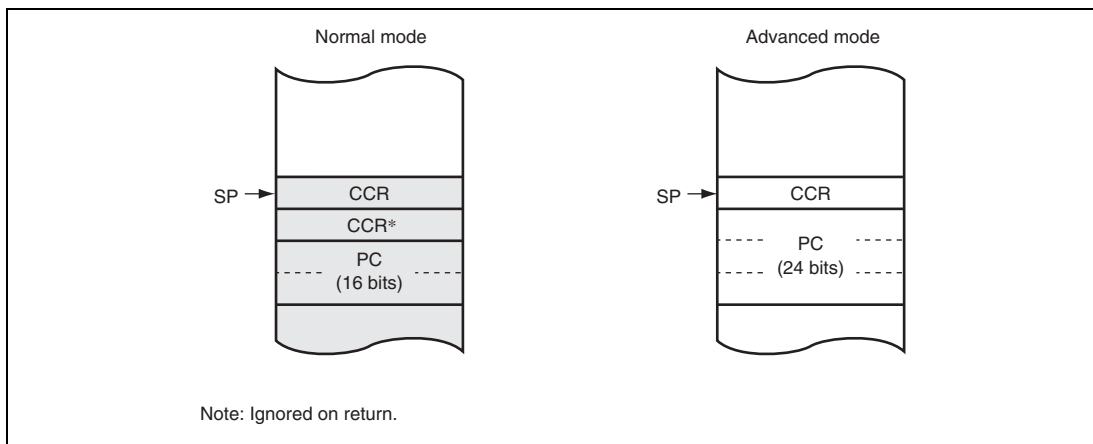 Normal mode
SP
CCR
CCR*
PC
(16 bits)
Advanced mode
SP
CCR
PC
(24 bits)
Note: Ignored on return.